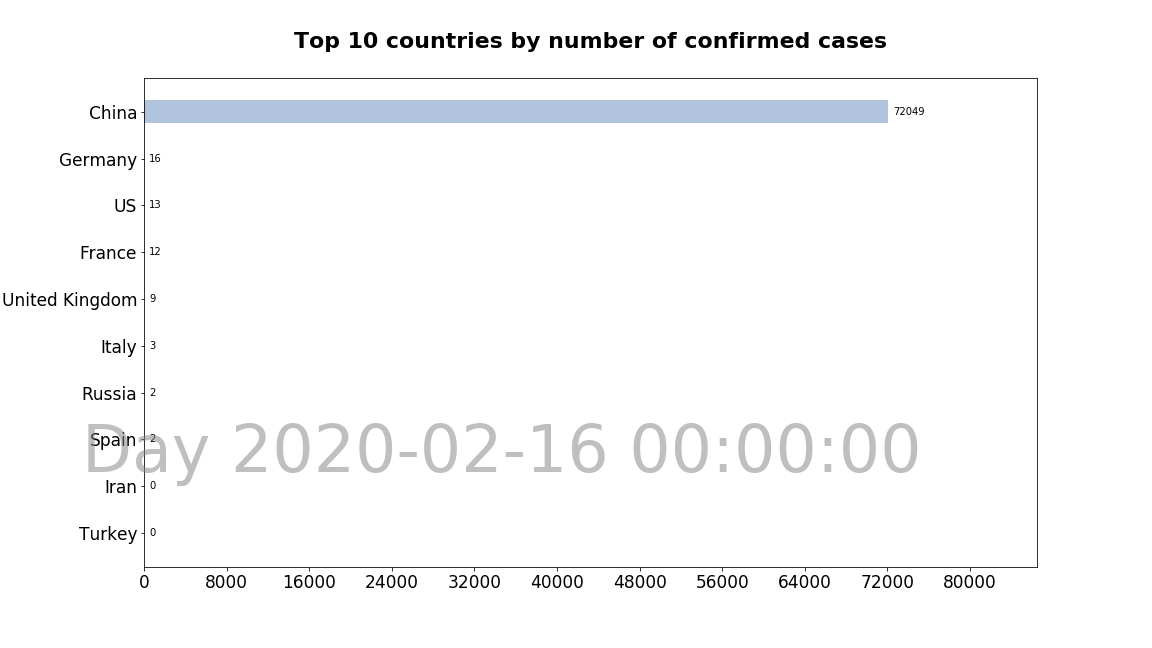 Top 10 countries by number of confirmed cases
China 72049
Germany 16
US 13
France 12
United Kingdom 9
Italy 3
Russia 2
Spain 2
Day 2020-02-16 00:00:00
Iran 0
Turkey 0
0 8000 16000 24000 32000 40000 48000 56000 64000 72000 80000